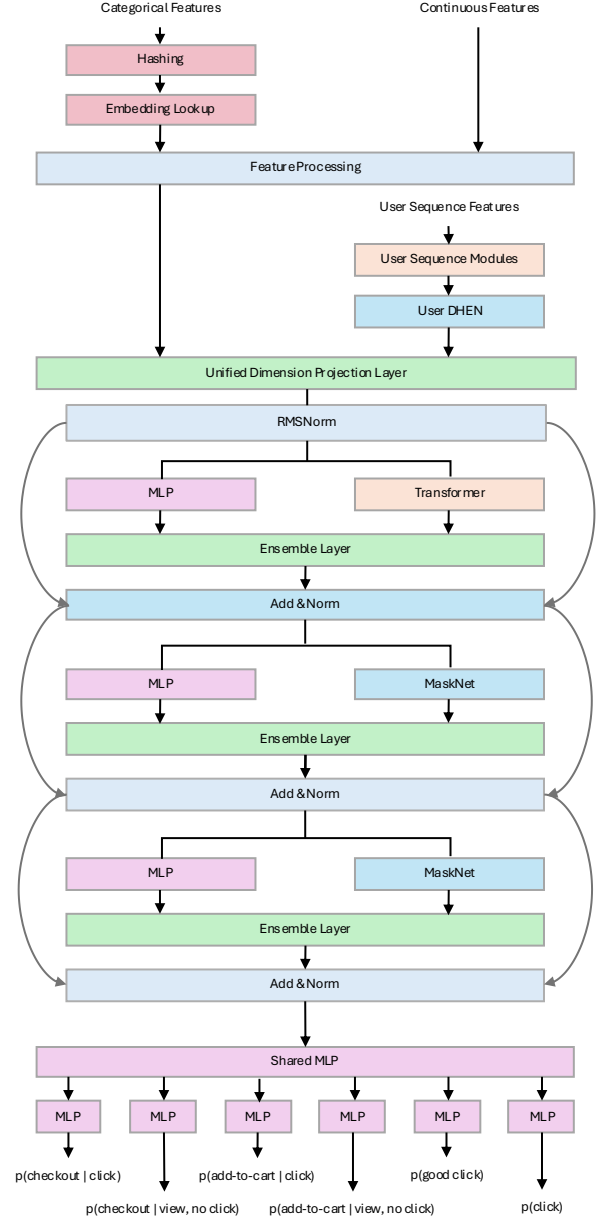 Categorical Features
Continuous Features
Hashing
Embedding Lookup
Feature Processing
User Sequence Features
User Sequence Modules
User DHEN
Unified Dimension Projection Layer
RMSNorm
MLP
Transformer
Ensemble Layer
Add & Norm
MLP
MaskNet
Ensemble Layer
Add & Norm
MLP
MaskNet
Ensemble Layer
Add & Norm
Shared MLP
MLP
MLP
MLP
MLP
MLP
MLP
p(checkout | click)
p(checkout | view, no click)
p(add-to-cart | click)
p(add-to-cart | view, no click)
p(good click)
p(click)